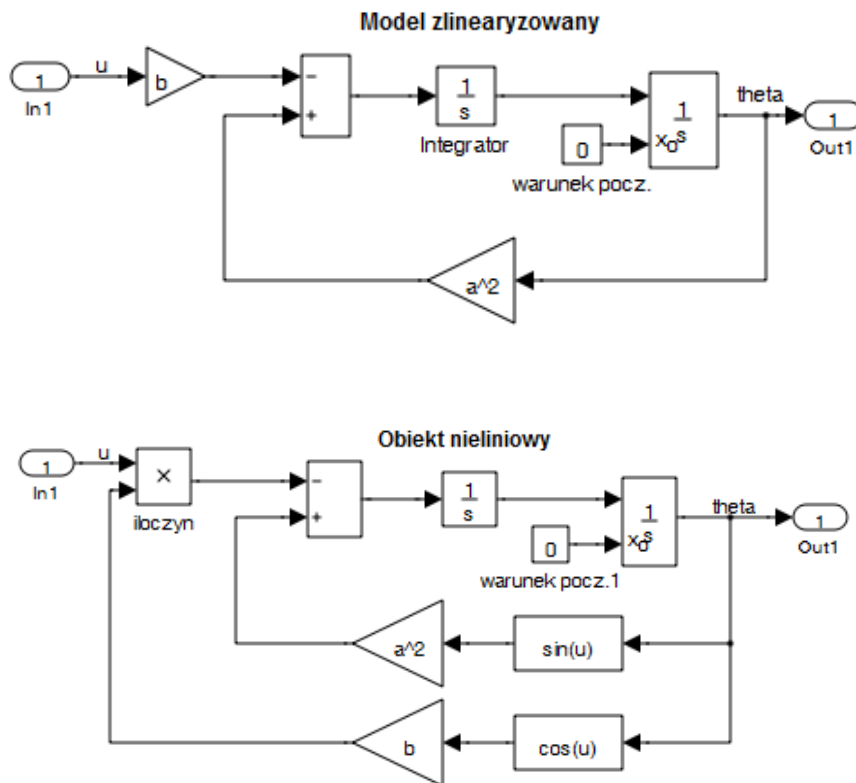 Model zlinearyzowany
1
In1
u
b
−
+
1
s
Integrator
0
warunek pocz.
1
s
xo
theta
1
Out1
a^2
Obiekt nieliniowy
1
In1
u
×
iloczyn
−
+
1
s
0
warunek pocz.1
1
s
xo
theta
1
Out1
a^2
sin(u)
b
cos(u)